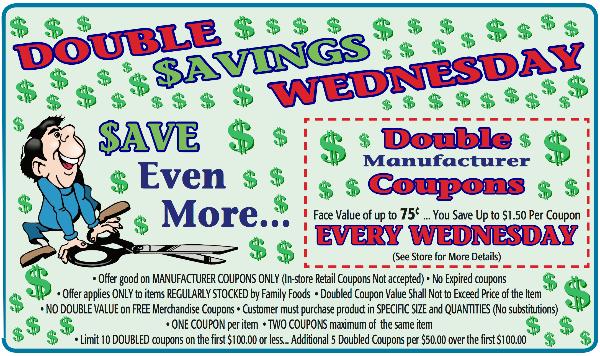 DOUBLE
$AVINGS
WEDNESDAY
$AVE
Even
More...
Double
Manufacturer
Coupons
Face Value of up to 75¢ ... You Save Up to $1.50 Per Coupon
EVERY WEDNESDAY
(See Store for More Details)
• Offer good on MANUFACTURER COUPONS ONLY (In-store Retail Coupons Not accepted) • No Expired coupons
• Offer applies ONLY to items REGULARLY STOCKED by Family Foods • Doubled Coupon Value Shall Not to Exceed Price of the Item
• NO DOUBLE VALUE on FREE Merchandise Coupons • Customer must purchase product in SPECIFIC SIZE and QUANTITIES (No substitutions)
• ONE COUPON per item • TWO COUPONS maximum of the same item
• Limit 10 DOUBLED coupons on the first $100.00 or less... Additional 5 Doubled Coupons per $50.00 over the first $100.00